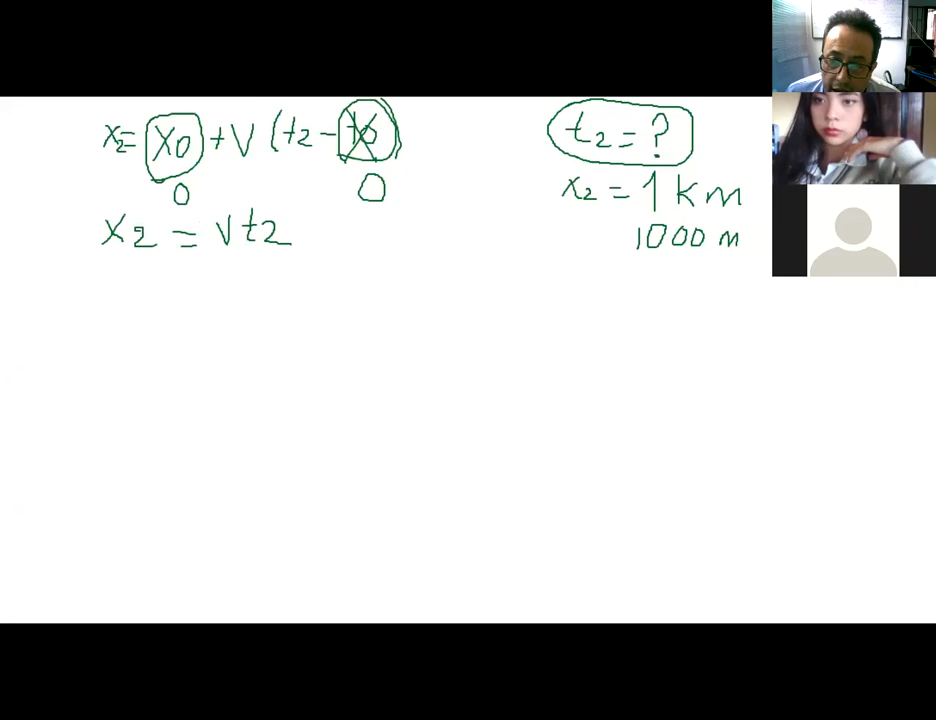 x2 = x0 + v (t2 - t0)
0 0
x2 = v t2
t2 = ?
x2 = 1 km
1000 m